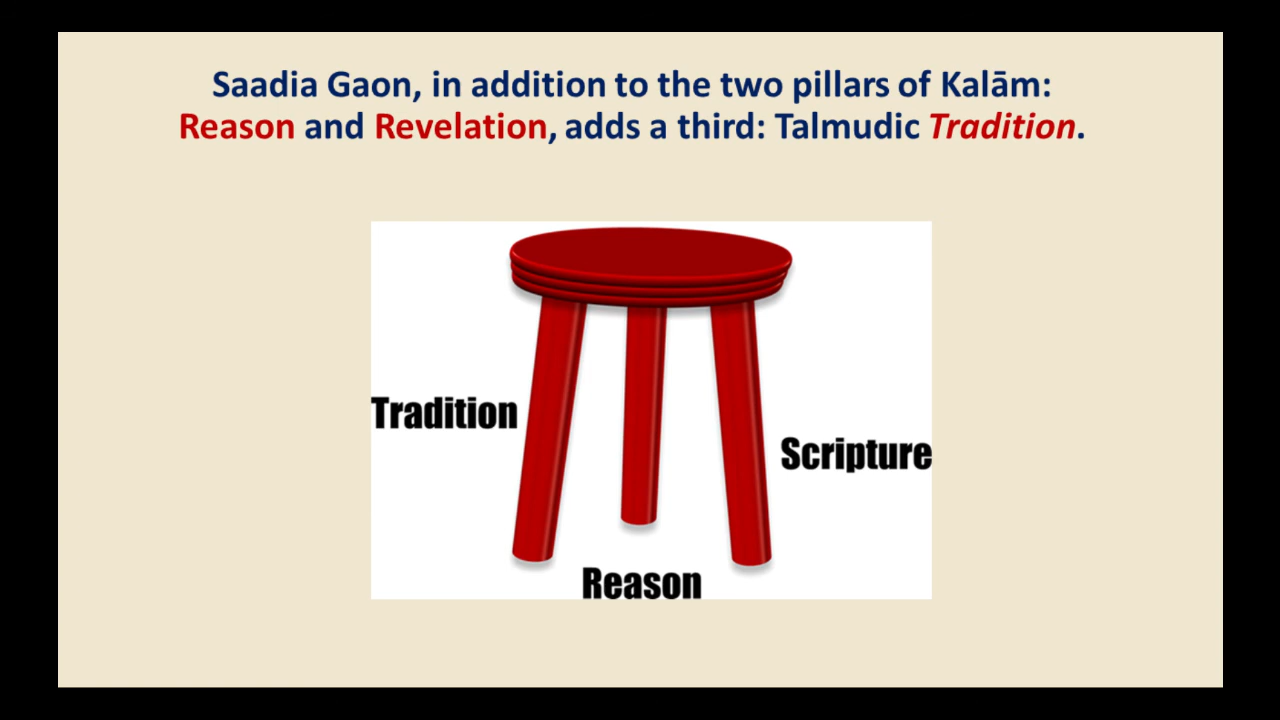 Saadia Gaon, in addition to the two pillars of Kalām:
Reason and Revelation, adds a third: Talmudic Tradition.
Tradition
Scripture
Reason